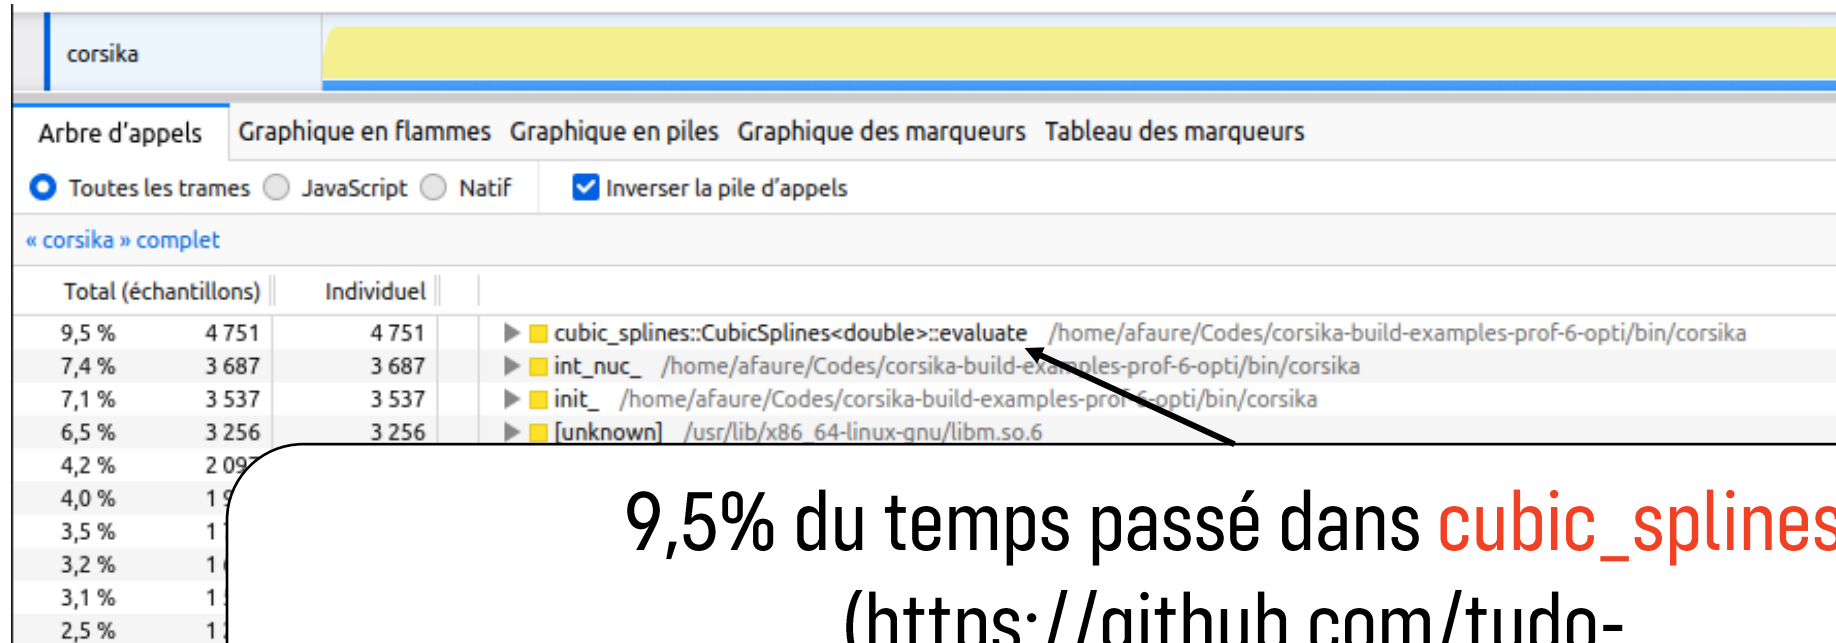 corsika
Arbre d'appels Graphique en flammes Graphique en piles Graphique des marqueurs Tableau des marqueurs
Toutes les trames JavaScript Natif Inverser la pile d'appels
« corsika » complet
Total (échantillons) Individuel
9,5 % 4 751 4 751 cubic_splines::CubicSplines<double>::evaluate /home/afaure/Codes/corsika-build-examples-prof-6-opti/bin/corsika
7,4 % 3 687 3 687 int_nuc_ /home/afaure/Codes/corsika-build-examples-prof-6-opti/bin/corsika
7,1 % 3 537 3 537 init_ /home/afaure/Codes/corsika-build-examples-prof-6-opti/bin/corsika
6,5 % 3 256 3 256 [unknown] /usr/lib/x86_64-linux-gnu/libm.so.6
4,2 % 2 097
4,0 %
3,5 %
3,2 %
3,1 %
2,5 %
9,5% du temps passé dans cubic_splines
(https://github.com/tudo-